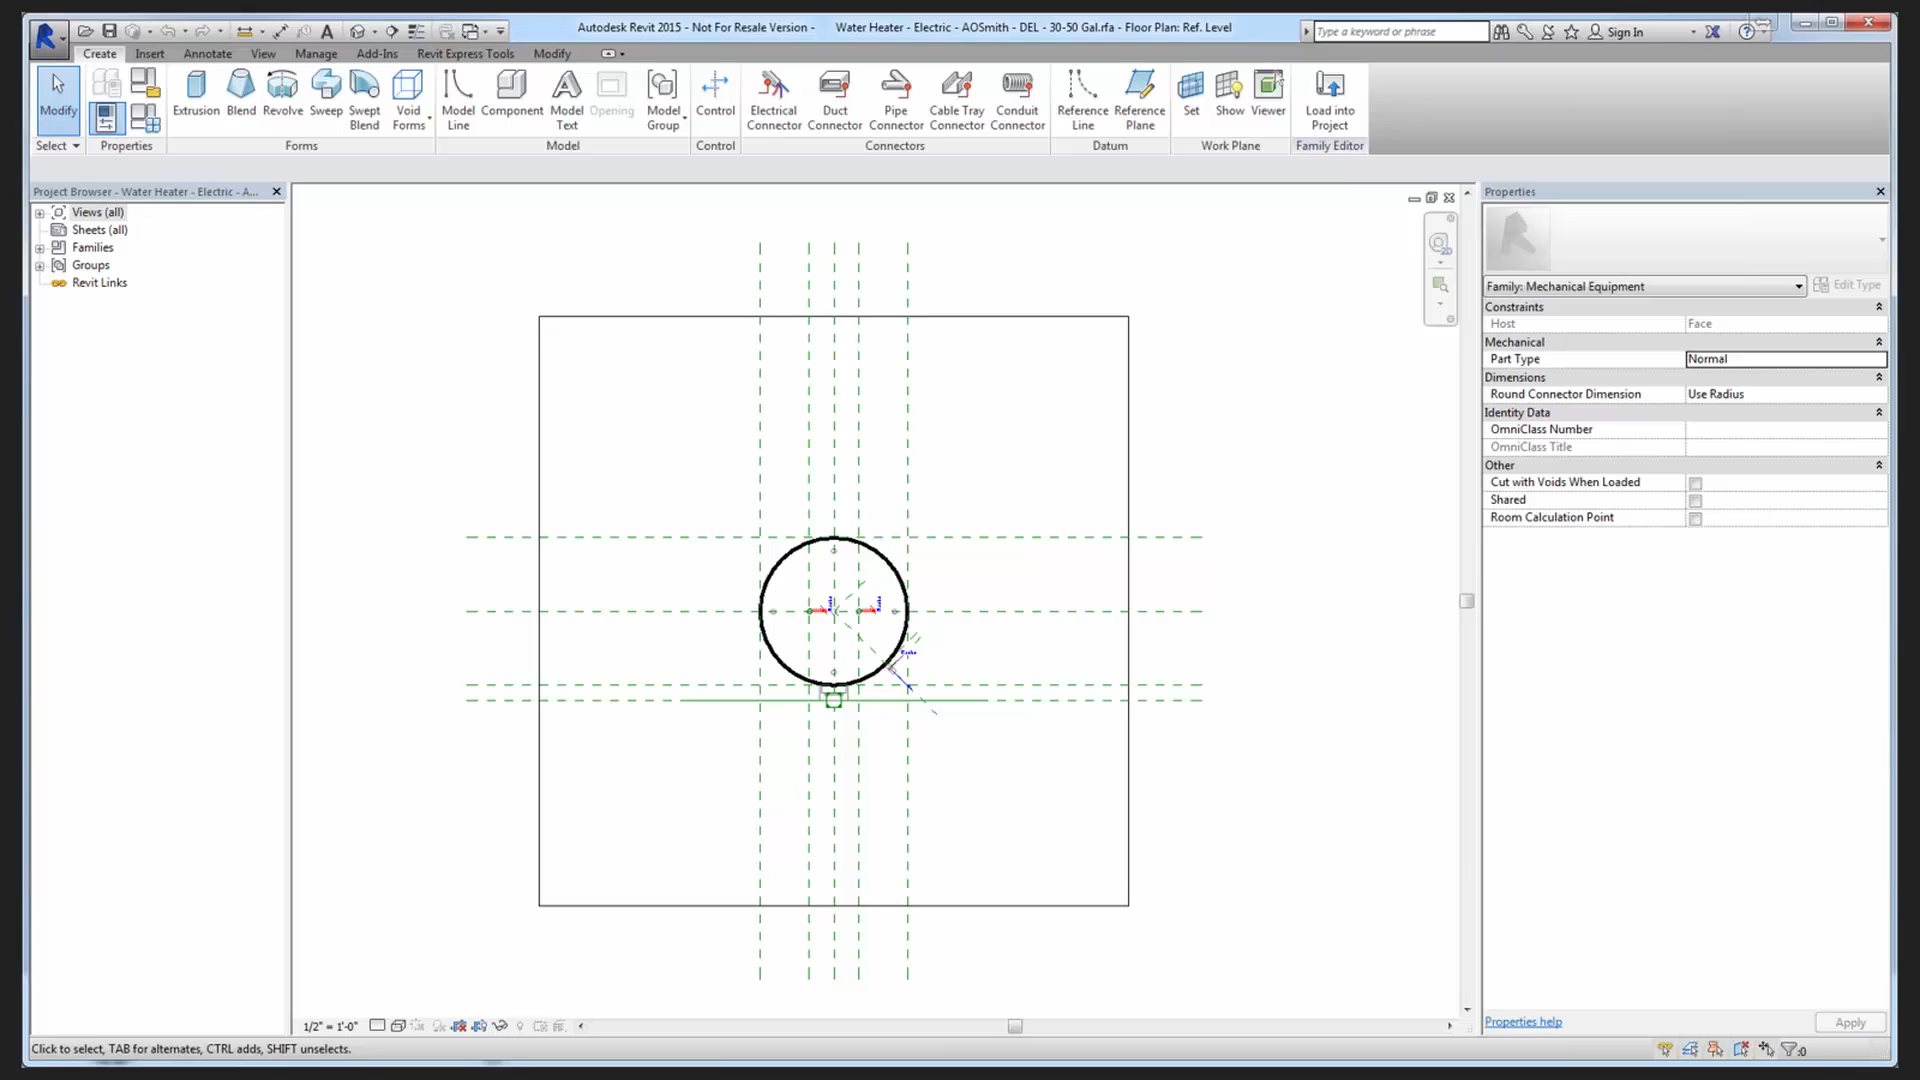 Autodesk Revit 2015 - Not For Resale Version - Water Heater - Electric - AOSmith - DEL - 30-50 Gal.rfa - Floor Plan: Ref. Level
Type a keyword or phrase
Sign In
Create Insert Annotate View Manage Add-Ins Revit Express Tools Modify
Modify
Extrusion Blend Revolve Sweep Swept Blend Void Forms
Model Line Component Model Text Opening Model Group
Control
Electrical Connector Duct Connector Pipe Connector Cable Tray Connector Conduit Connector
Reference Line Reference Plane
Set Show Viewer
Load into Project
Select Properties Forms Model Control Connectors Datum Work Plane Family Editor
Project Browser - Water Heater - Electric - A...
Views (all)
Sheets (all)
Families
Groups
Revit Links
Properties
Family: Mechanical Equipment
Edit Type
Constraints
Host Face
Mechanical
Part Type Normal
Dimensions
Round Connector Dimension Use Radius
Identity Data
OmniClass Number
OmniClass Title
Other
Cut with Voids When Loaded
Shared
Room Calculation Point
Properties help
Apply
1/2" = 1'-0"
Click to select, TAB for alternates, CTRL adds, SHIFT unselects.
:0